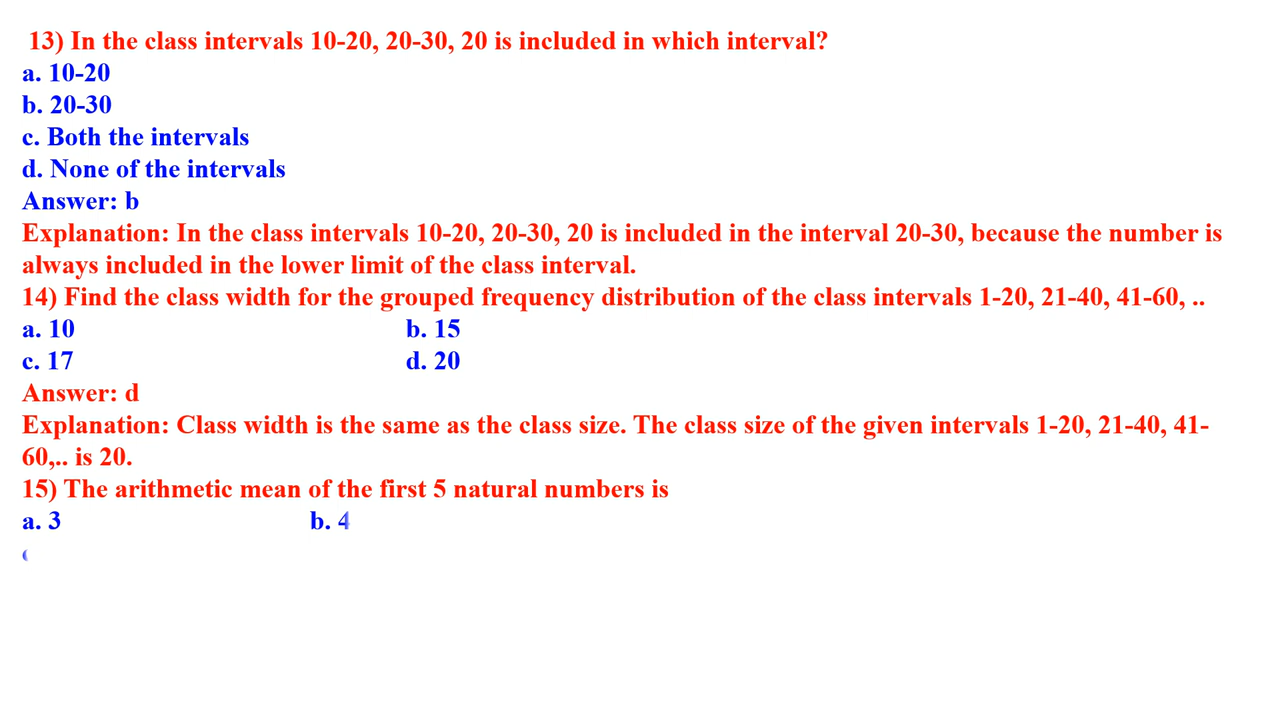 13) In the class intervals 10-20, 20-30, 20 is included in which interval?
a. 10-20
b. 20-30
c. Both the intervals
d. None of the intervals
Answer: b
Explanation: In the class intervals 10-20, 20-30, 20 is included in the interval 20-30, because the number is
always included in the lower limit of the class interval.
14) Find the class width for the grouped frequency distribution of the class intervals 1-20, 21-40, 41-60, ..
a. 10 b. 15
c. 17 d. 20
Answer: d
Explanation: Class width is the same as the class size. The class size of the given intervals 1-20, 21-40, 41-
60,.. is 20.
15) The arithmetic mean of the first 5 natural numbers is
a. 3 b. 4